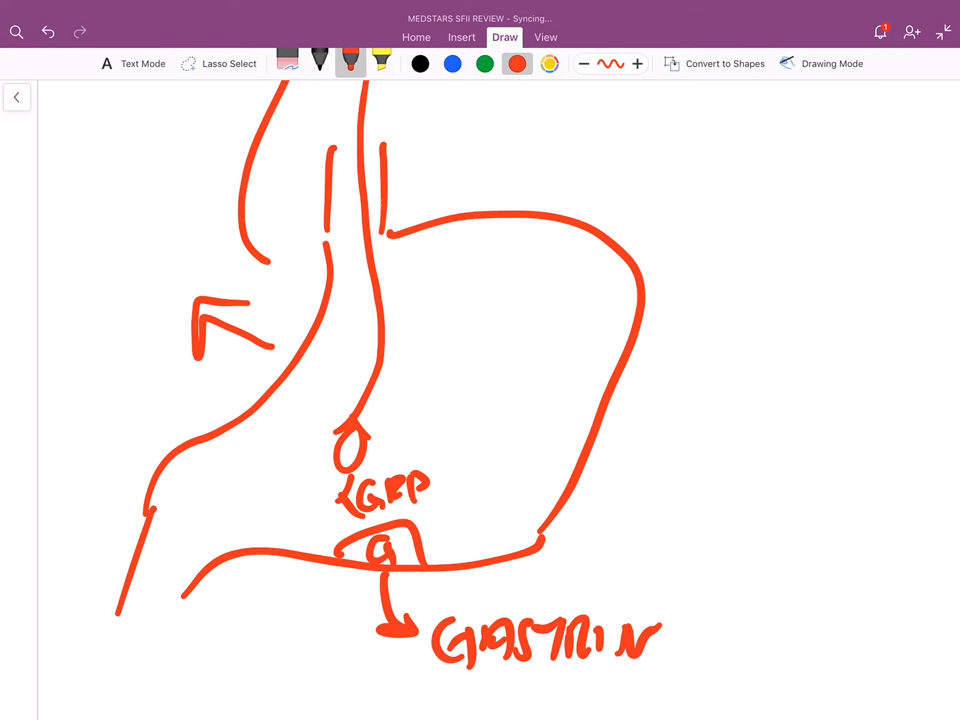 MEDSTARS SFII REVIEW - Syncing...
Home Insert Draw View
1
A Text Mode Lasso Select Convert to Shapes Drawing Mode
GRP
G
GASTRIN